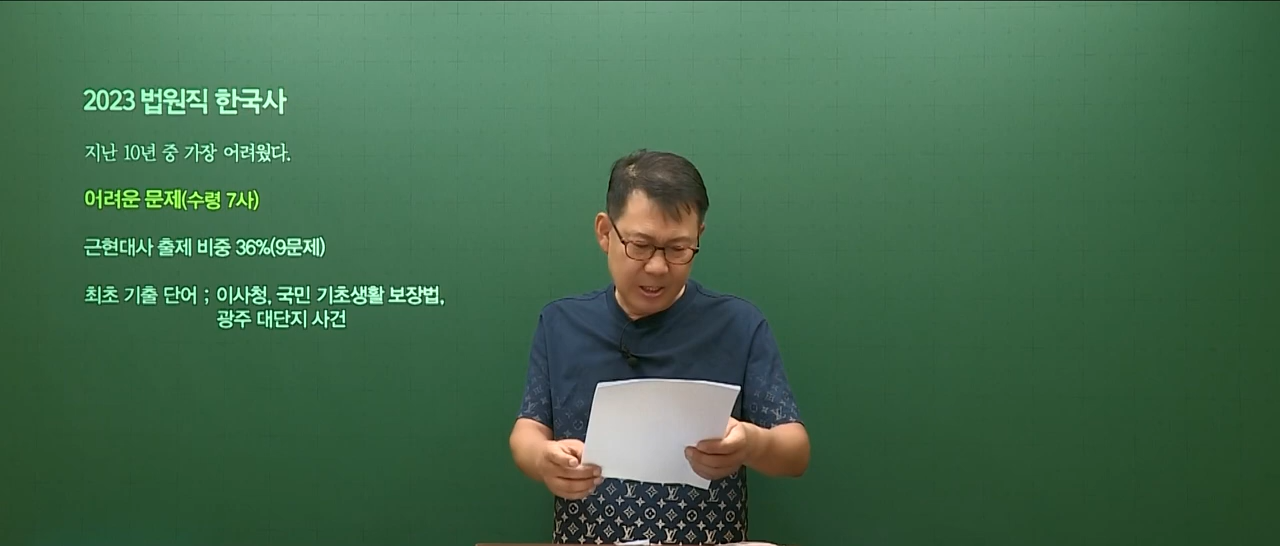 2023 법원직 한국사
지난 10년 중 가장 어려웠다.
어려운 문제(수령 7사)
근현대사 출제 비중 36%(9문제)
최초 기출 단어 ; 이사청, 국민 기초생활 보장법,
광주 대단지 사건